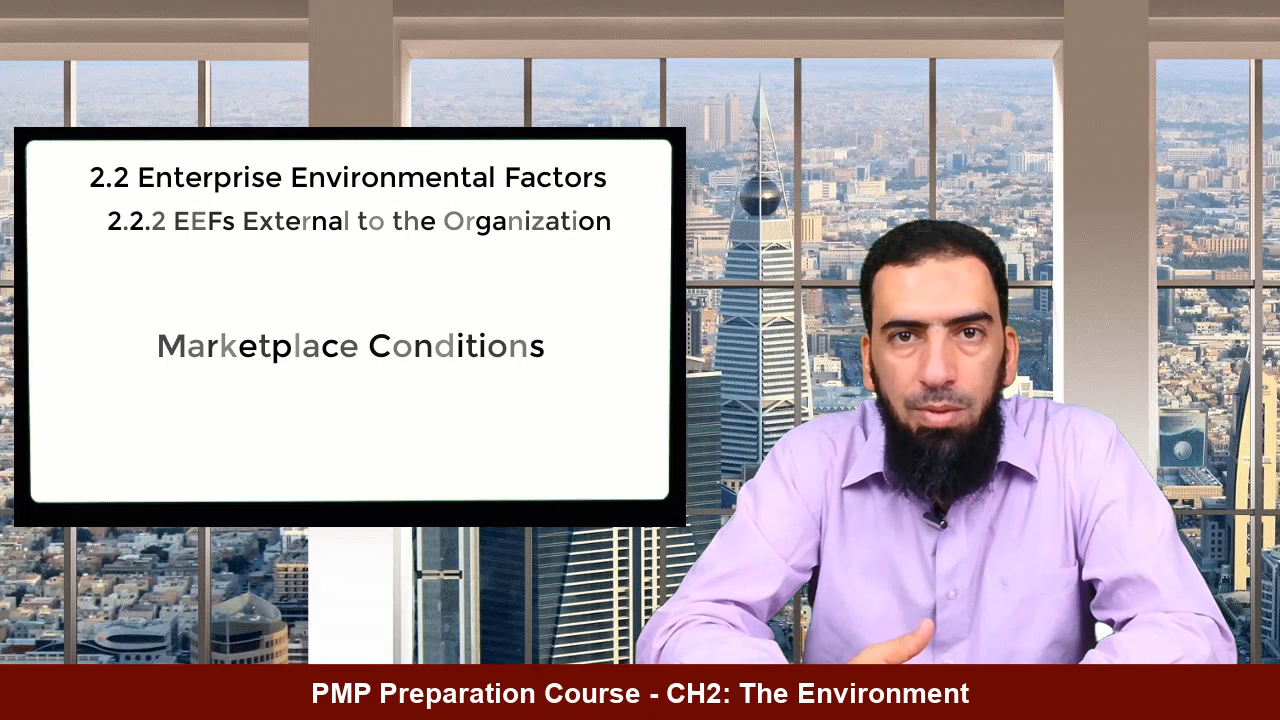 2.2 Enterprise Environmental Factors
2.2.2 EEFs External to the Organization
Marketplace Conditions
PMP Preparation Course - CH2: The Environment